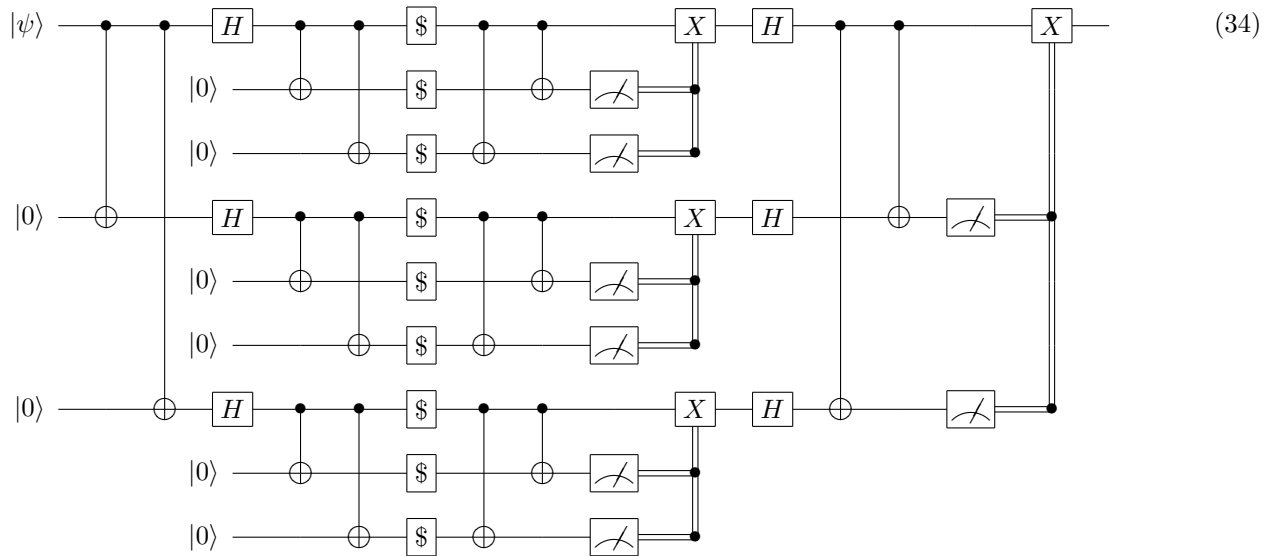 |ψ⟩ H $ X H X (34)
|0⟩ $
|0⟩ $
|0⟩ H $ X H
|0⟩ $
|0⟩ $
|0⟩ H $ X H
|0⟩ $
|0⟩ $